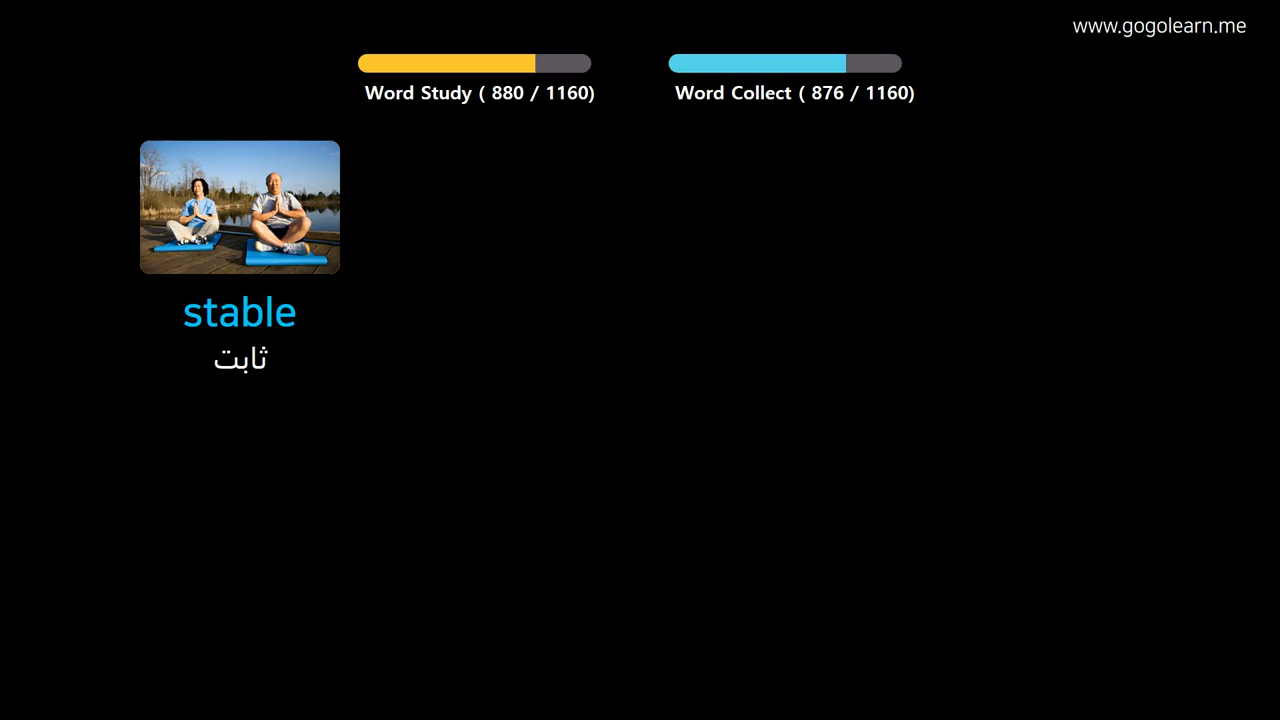 www.gogolearn.me
Word Study ( 880 / 1160)
Word Collect ( 876 / 1160)
stable
ثابت